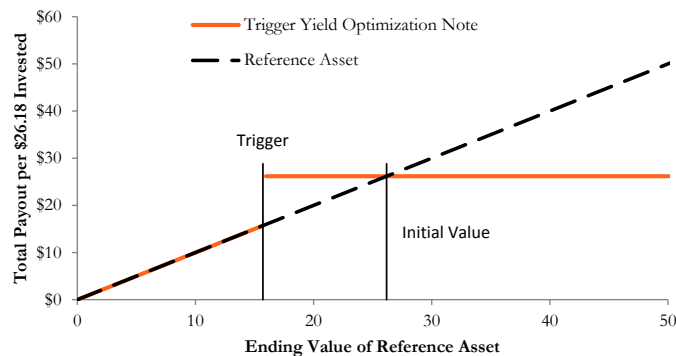 $60
Trigger Yield Optimization Note
$50
Reference Asset
$40
Trigger
$30
$20
Initial Value
$10
$0
0 10 20 30 40 50
Ending Value of Reference Asset
Total Payout per $26.18 Invested